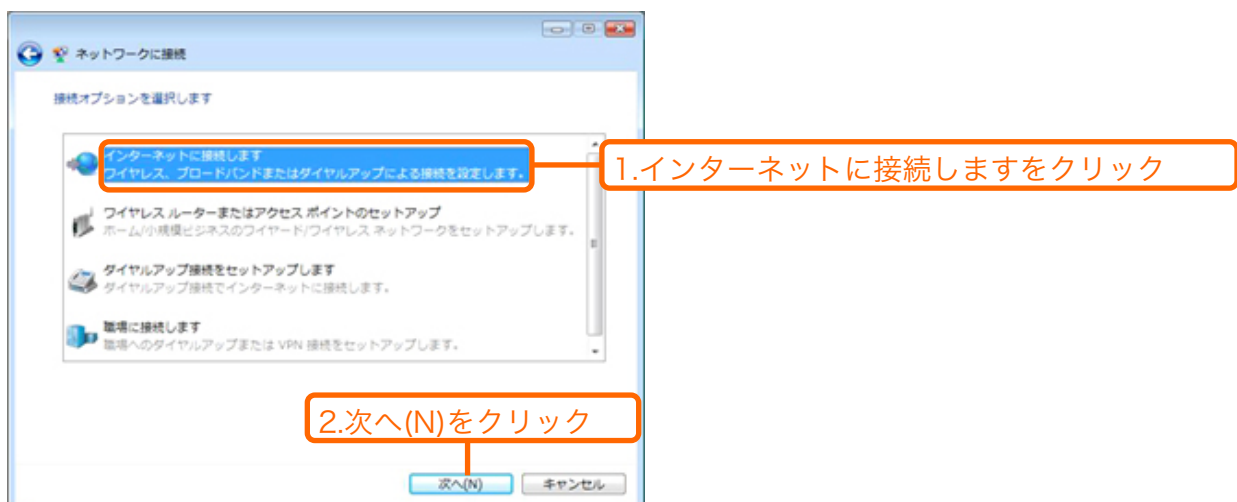 ネットワークに接続
接続オプションを選択します
インターネットに接続します
ワイヤレス、ブロードバンドまたはダイヤルアップによる接続を設定します。
1.インターネットに接続しますをクリック
ワイヤレス ルーターまたはアクセス ポイントのセットアップ
ホーム/小規模ビジネスのワイヤード/ワイヤレス ネットワークをセットアップします。
ダイヤルアップ接続をセットアップします
ダイヤルアップ接続でインターネットに接続します。
職場に接続します
職場へのダイヤルアップまたは VPN 接続をセットアップします。
2.次へ(N)をクリック
次へ(N)
キャンセル